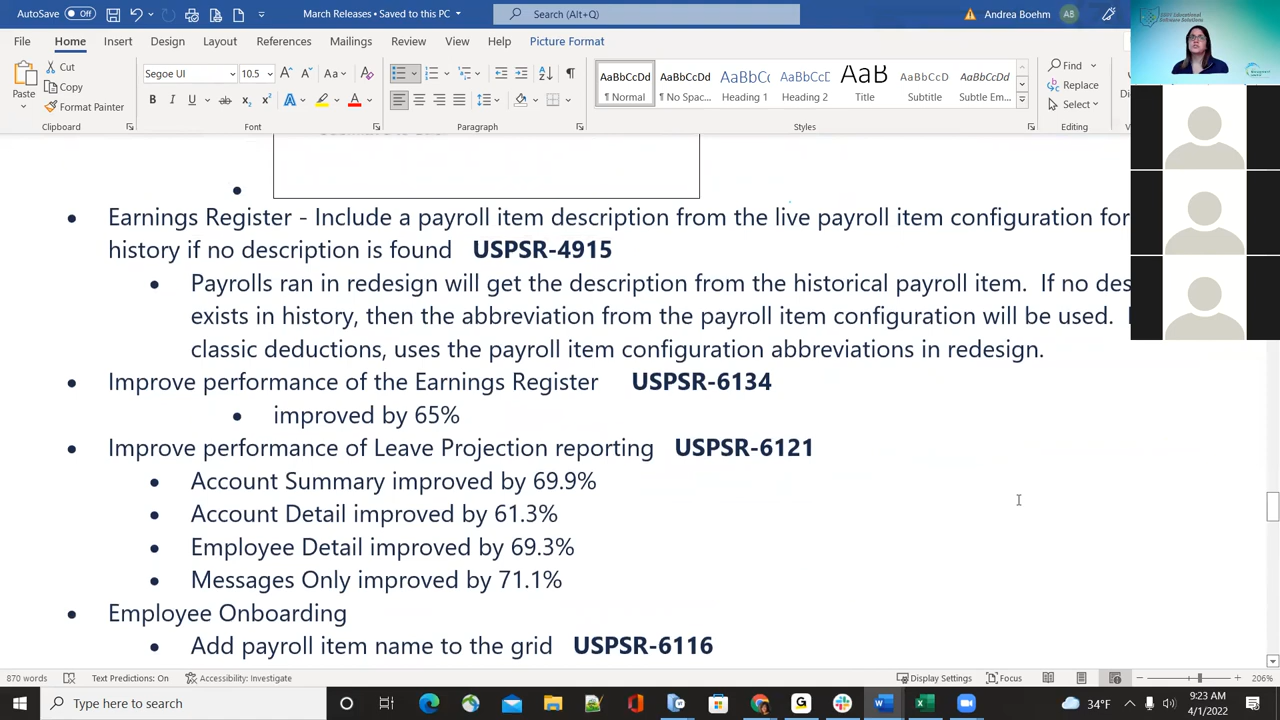 AutoSave Off
March Releases • Saved to this PC
Search (Alt+Q)
Andrea Boehm AB
File Home Insert Design Layout References Mailings Review View Help Picture Format
Paste
Cut
Copy
Format Painter
Segoe UI 10.5
AaBbCcDd AaBbCcDd AaBbCc AaBbCcD AaB AaBbCcDd AaBbCcDd
¶ Normal ¶ No Spac... Heading 1 Heading 2 Title Subtitle Subtle Em...
Find
Replace
Select
Clipboard Font Paragraph Styles Editing
• Earnings Register - Include a payroll item description from the live payroll item configuration for
history if no description is found USPSR-4915
• Payrolls ran in redesign will get the description from the historical payroll item. If no des
exists in history, then the abbreviation from the payroll item configuration will be used.
classic deductions, uses the payroll item configuration abbreviations in redesign.
• Improve performance of the Earnings Register USPSR-6134
• improved by 65%
• Improve performance of Leave Projection reporting USPSR-6121
• Account Summary improved by 69.9%
• Account Detail improved by 61.3%
• Employee Detail improved by 69.3%
• Messages Only improved by 71.1%
• Employee Onboarding
• Add payroll item name to the grid USPSR-6116
870 words Text Predictions: On Accessibility: Investigate Display Settings Focus 206%
Type here to search
34°F
9:23 AM
4/1/2022